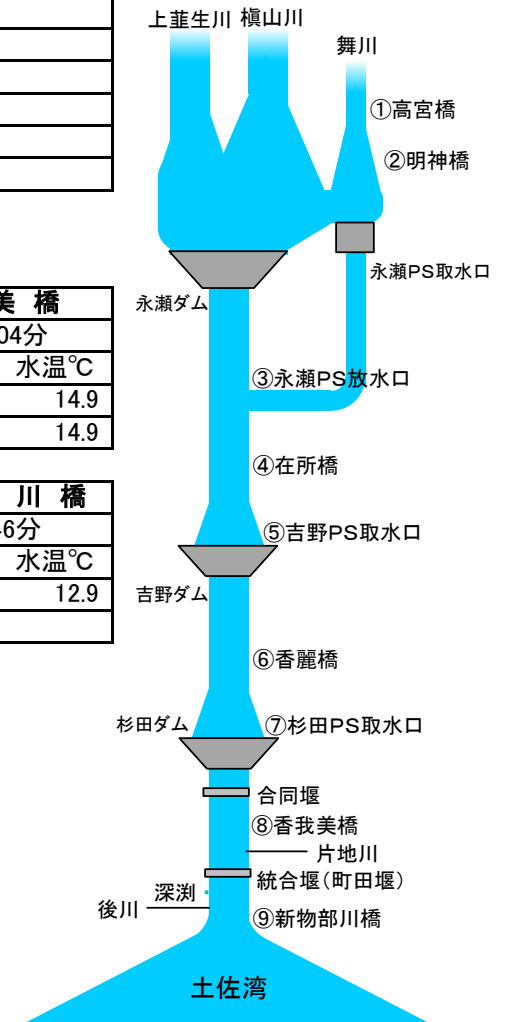 上韮生川 槇山川
舞川
①高宮橋
②明神橋
永瀬PS取水口
永瀬ダム
③永瀬PS放水口
④在所橋
⑤吉野PS取水口
吉野ダム
⑥香麗橋
杉田ダム
⑦杉田PS取水口
合同堰
⑧香我美橋
片地川
統合堰(町田堰)
深渕
後川
⑨新物部川橋
土佐湾
美 橋
04分
水温℃
14.9
14.9
川 橋
46分
水温℃
12.9